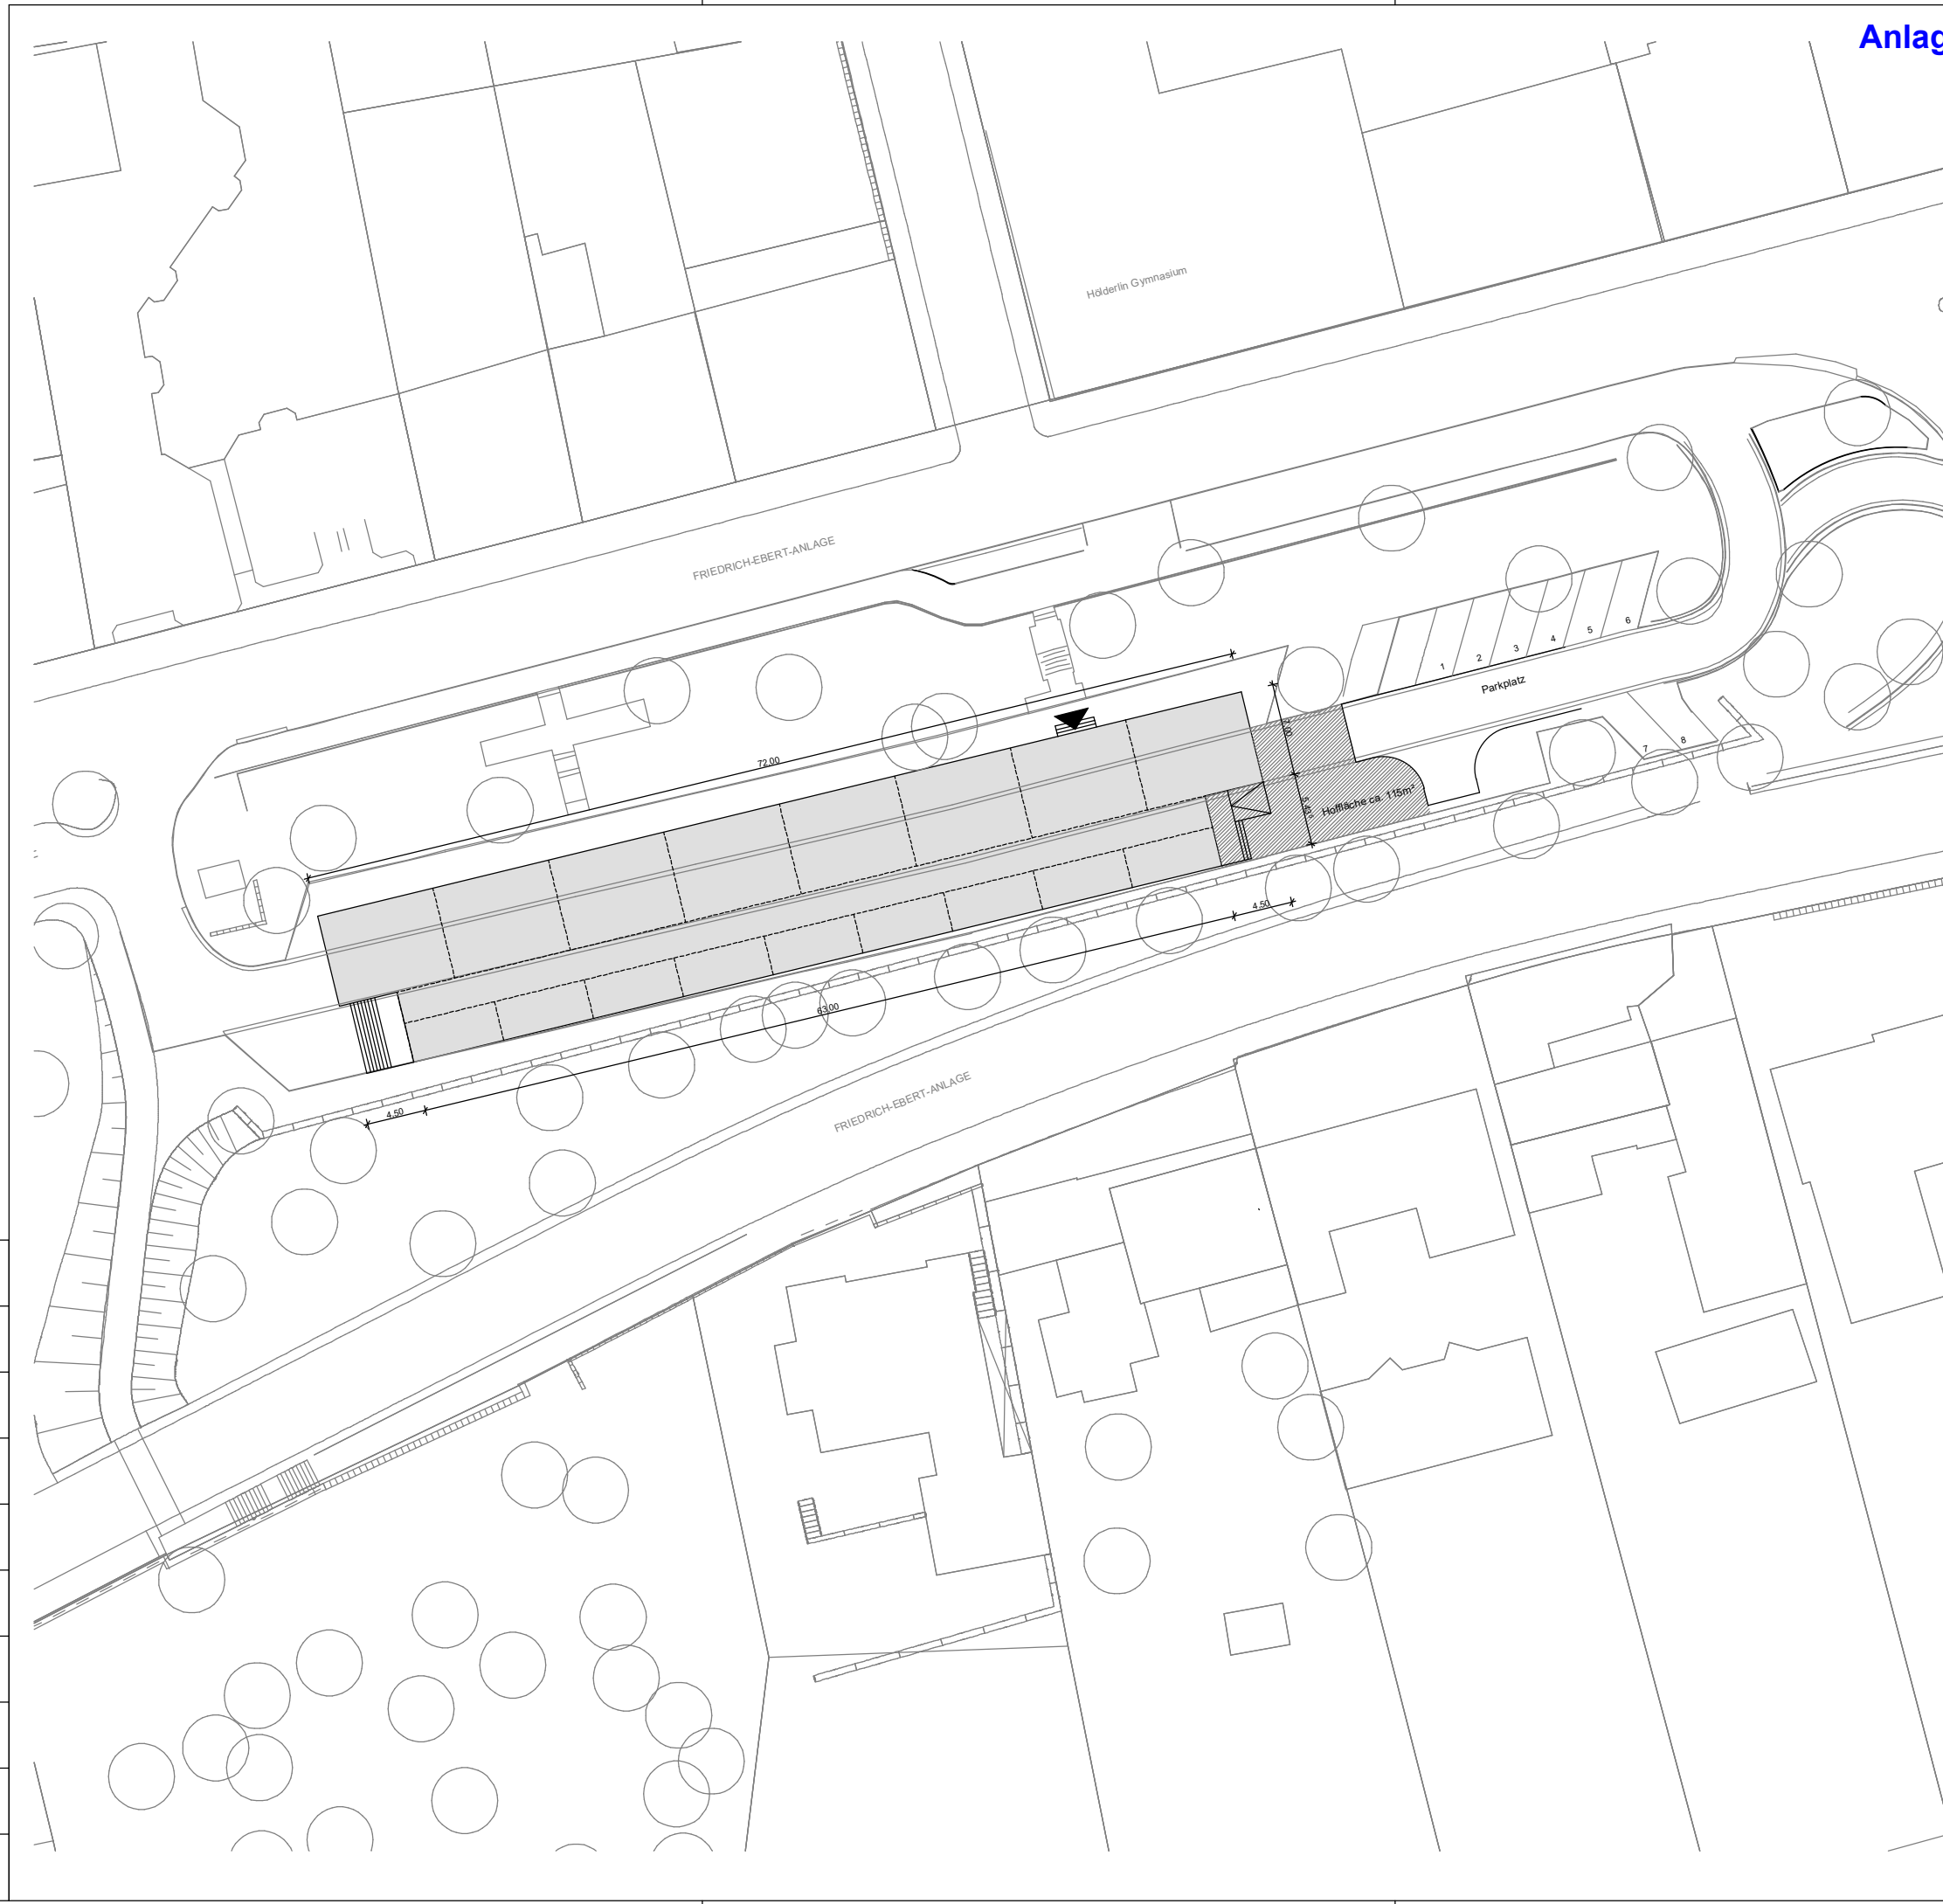 Anlag
Hölderlin Gymnasium
FRIEDRICH-EBERT-ANLAGE
1
2
3
4
5
6
Parkplatz
7
8
72.00
Hoffläche ca. 115m²
4.50
63.00
4.50
FRIEDRICH-EBERT-ANLAGE